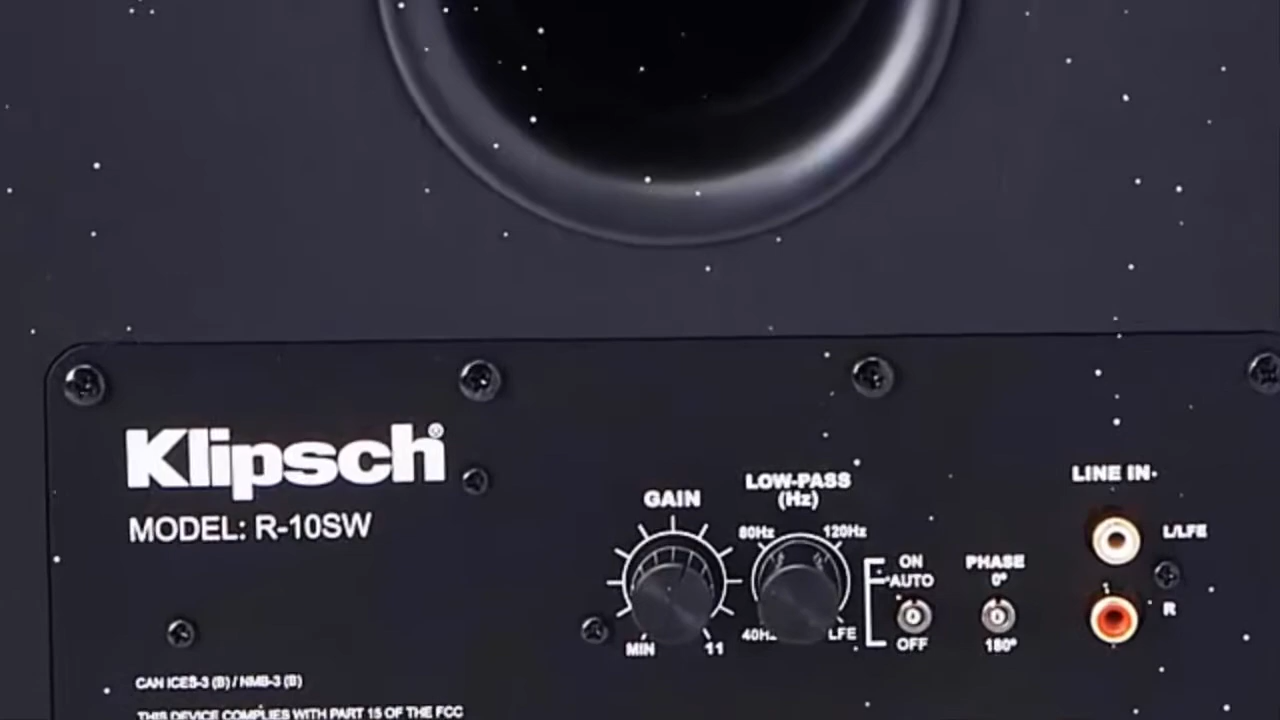 Klipsch®
MODEL: R-10SW
GAIN
MIN
11
LOW-PASS
(Hz)
80Hz
120Hz
40Hz
LFE
ON
AUTO
OFF
PHASE
0°
180°
LINE IN
L/LFE
R
CAN ICES-3 (B) / NMB-3 (B)
THIS DEVICE COMPLIES WITH PART 15 OF THE FCC